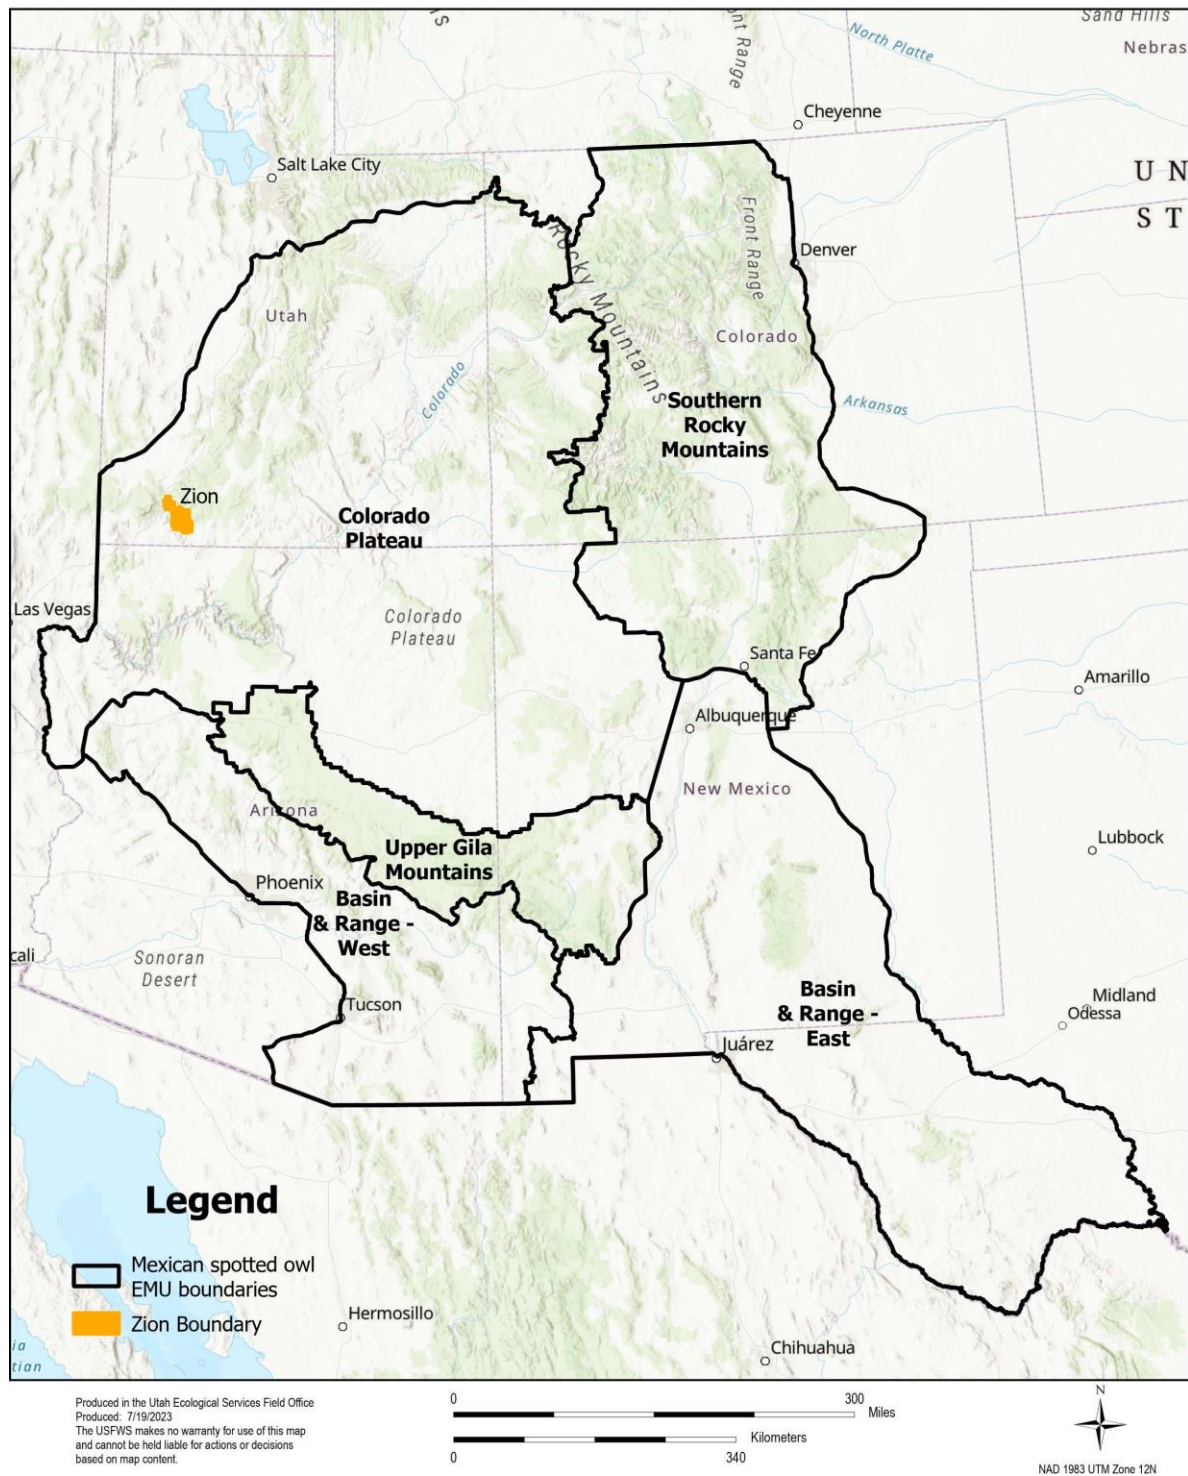 Sand Hills
North Platte
Nebras
Front Range
Cheyenne
Salt Lake City
U N
S T
Front Range
Rocky Mountains
Denver
Utah
Colorado
Colorado
Arkansas
Southern
Rocky
Mountains
Zion
Colorado
Plateau
Las Vegas
Colorado
Plateau
Santa Fe
Amarillo
Albuquerque
New Mexico
Arizona
Lubbock
Upper Gila
Mountains
Phoenix
Basin
& Range -
West
cali
Sonoran
Desert
Tucson
Basin
& Range -
East
Midland
Odessa
Juárez
Legend
Mexican spotted owl
EMU boundaries
Zion Boundary
Hermosillo
Chihuahua
ia
tian
Produced in the Utah Ecological Services Field Office
Produced: 7/19/2023
The USFWS makes no warranty for use of this map
and cannot be held liable for actions or decisions
based on map content.
0 300
Miles
Kilometers
0 340
N
NAD 1983 UTM Zone 12N